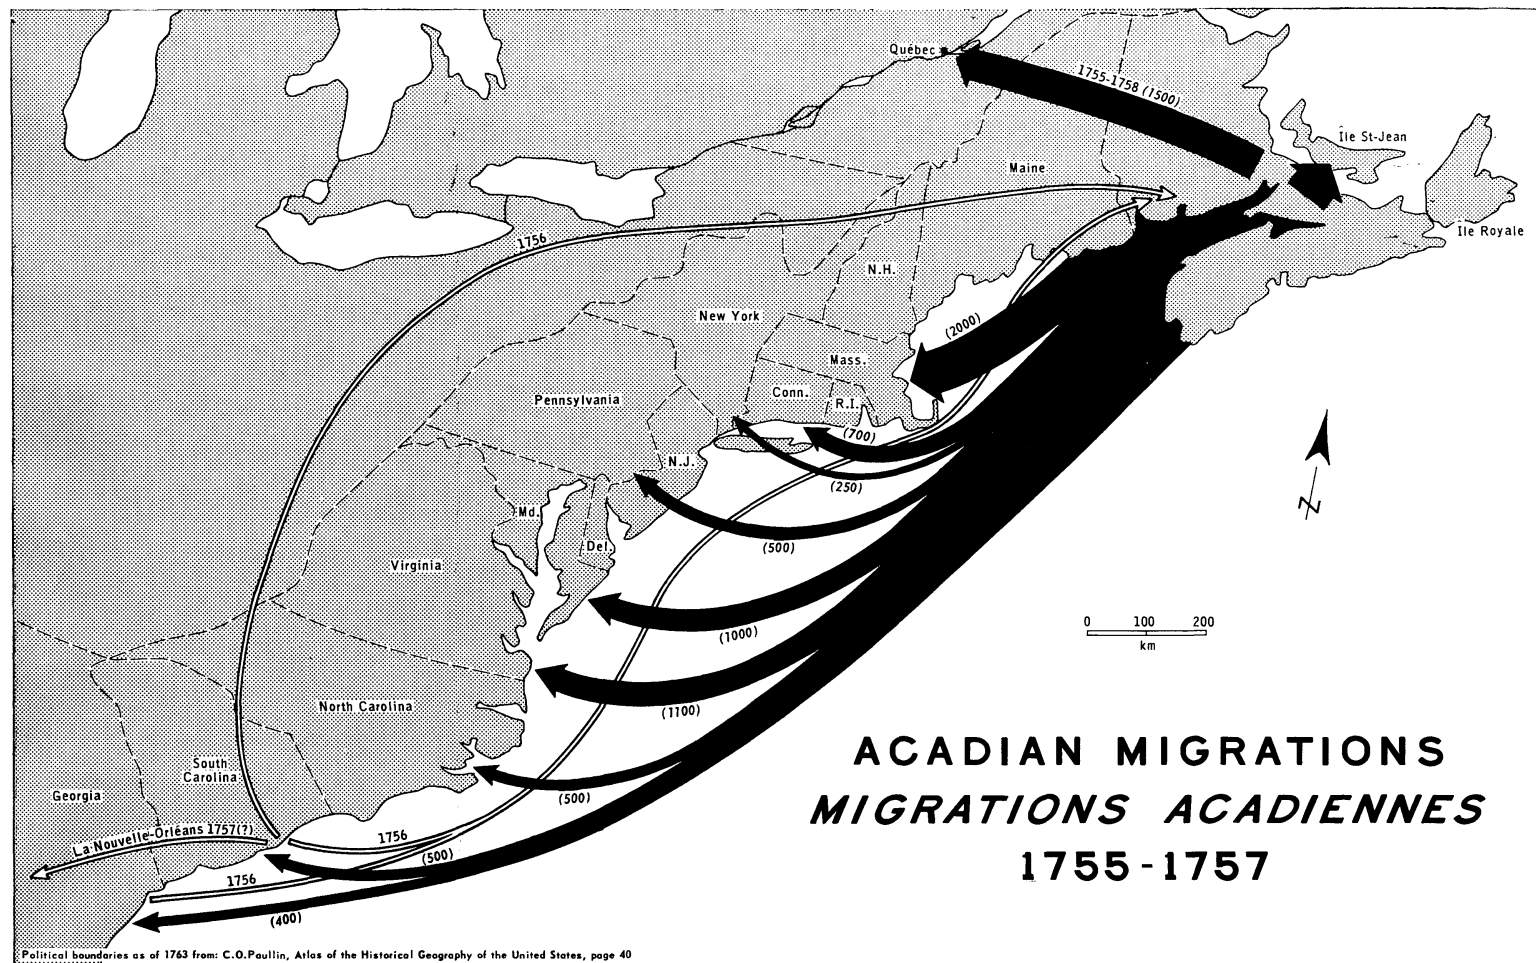 Québec
1755-1758 (1500)
Île St-Jean
Maine
Île Royale
1756
N.H.
New York
(2000)
Mass.
Conn.
R.I.
Pennsylvania
(700)
N.J.
(250)
Md.
(500)
Del.
Virginia
N
0 100 200
km
(1000)
North Carolina
(1100)
ACADIAN MIGRATIONS
MIGRATIONS ACADIENNES
1755-1757
South
Carolina
Georgia
(500)
La Nouvelle-Orléans 1757(?)
1756
(500)
1756
(400)
Political boundaries as of 1763 from: C.O.Paullin, Atlas of the Historical Geography of the United States, page 40